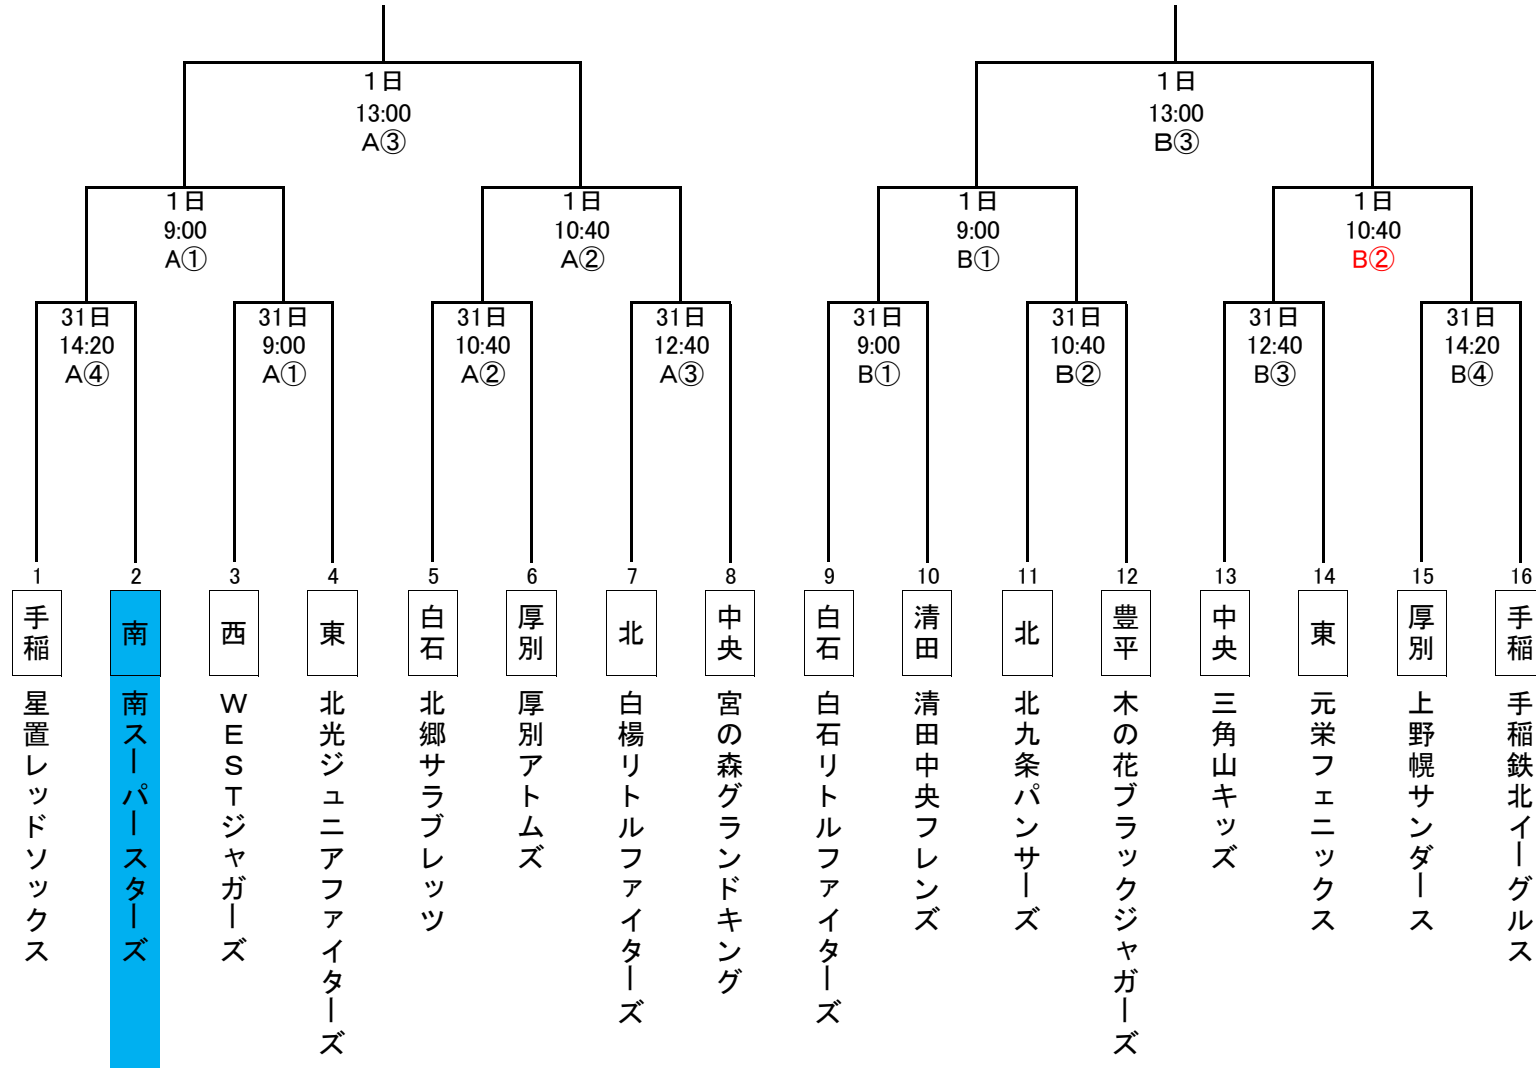 1日
13:00
A③
1日
13:00
B③
1日
9:00
A①
1日
10:40
A②
1日
9:00
B①
1日
10:40
B②
31日
14:20
A④
31日
9:00
A①
31日
10:40
A②
31日
12:40
A③
31日
9:00
B①
31日
10:40
B②
31日
12:40
B③
31日
14:20
B④
1
手稲
星置レッドソックス
2
南
南スーパースターズ
3
西
WESTジャガーズ
4
東
北光ジュニアファイターズ
5
白石
北郷サラブレッツ
6
厚別
厚別アトムズ
7
北
白楊リトルファイターズ
8
中央
宮の森グランドキング
9
白石
白石リトルファイターズ
10
清田
清田中央フレンズ
11
北
北九条パンサーズ
12
豊平
木の花ブラックジャガーズ
13
中央
三角山キッズ
14
東
元栄フェニックス
15
厚別
上野幌サンダース
16
手稲
手稲鉄北イーグルス